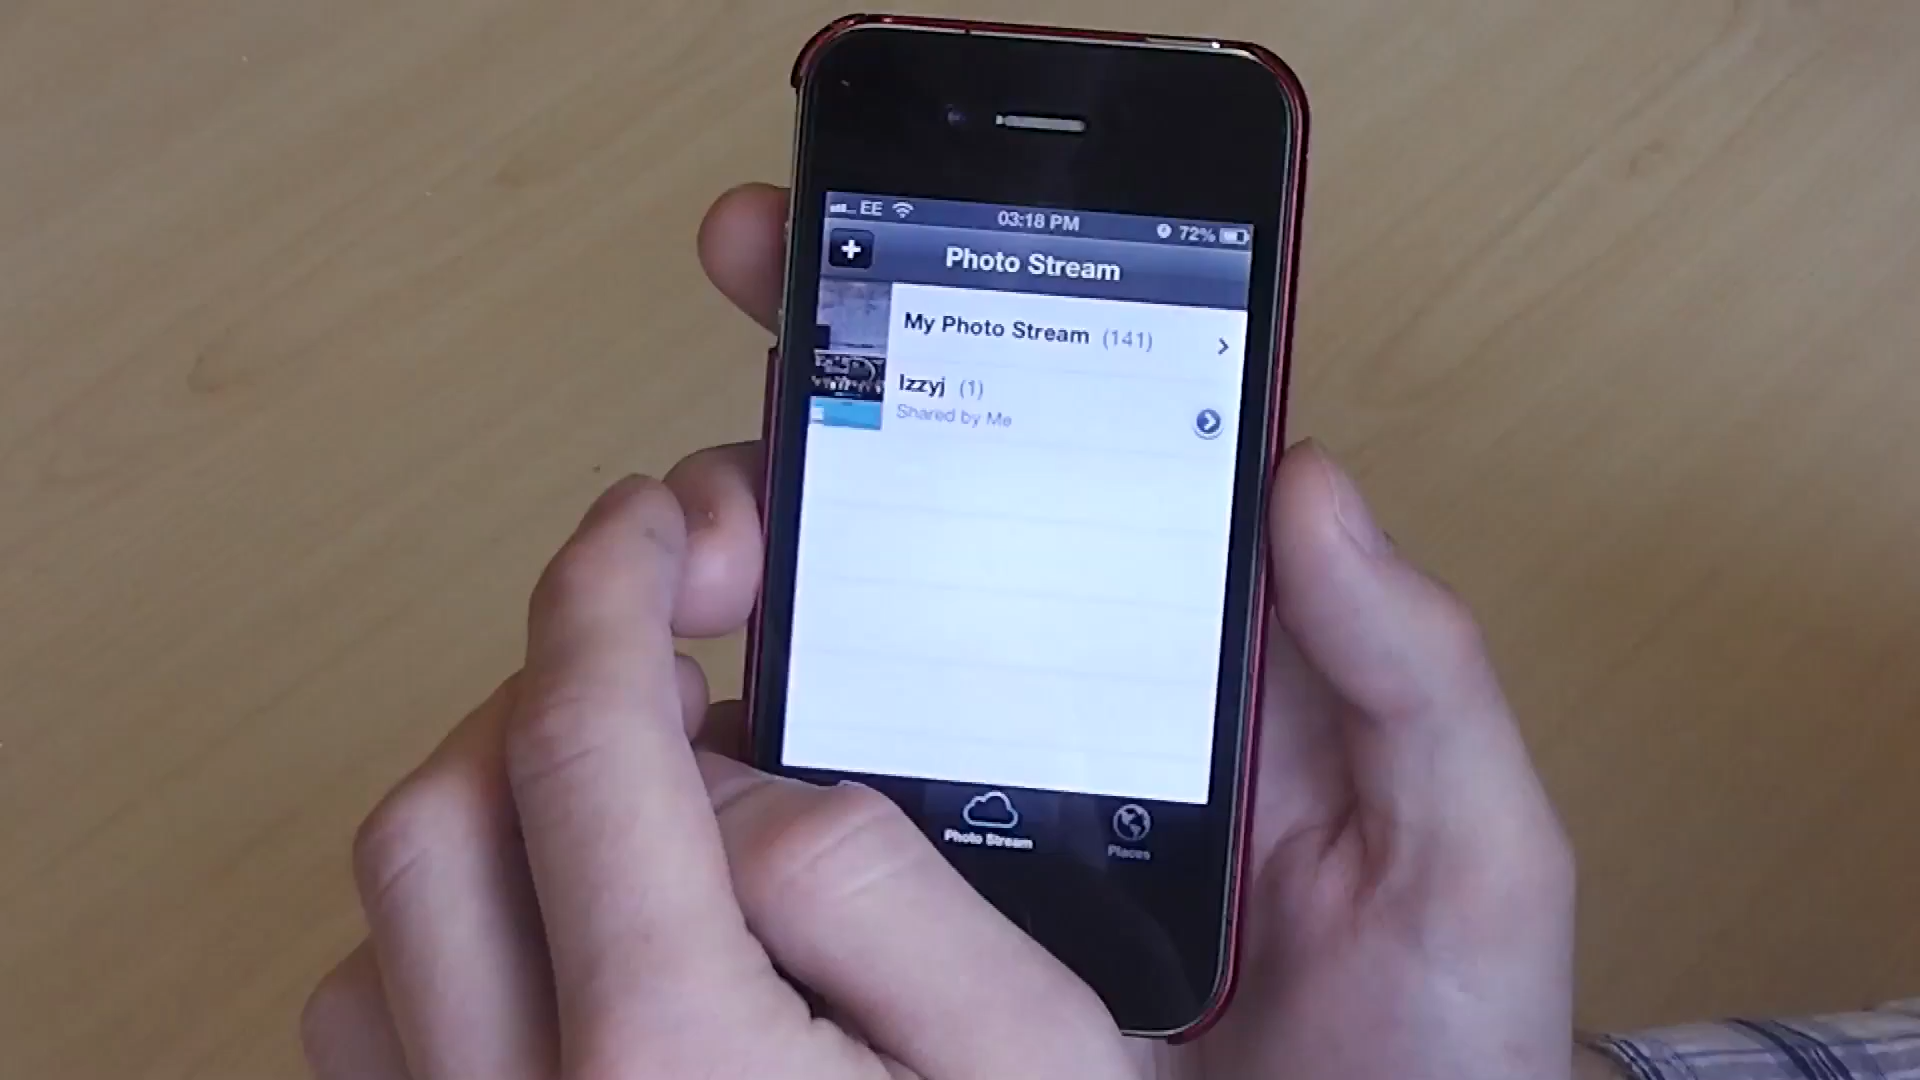 EE 03:18 PM 72%
+ Photo Stream
My Photo Stream (141)
Izzyj (1)
Shared by Me
Photo Stream Places